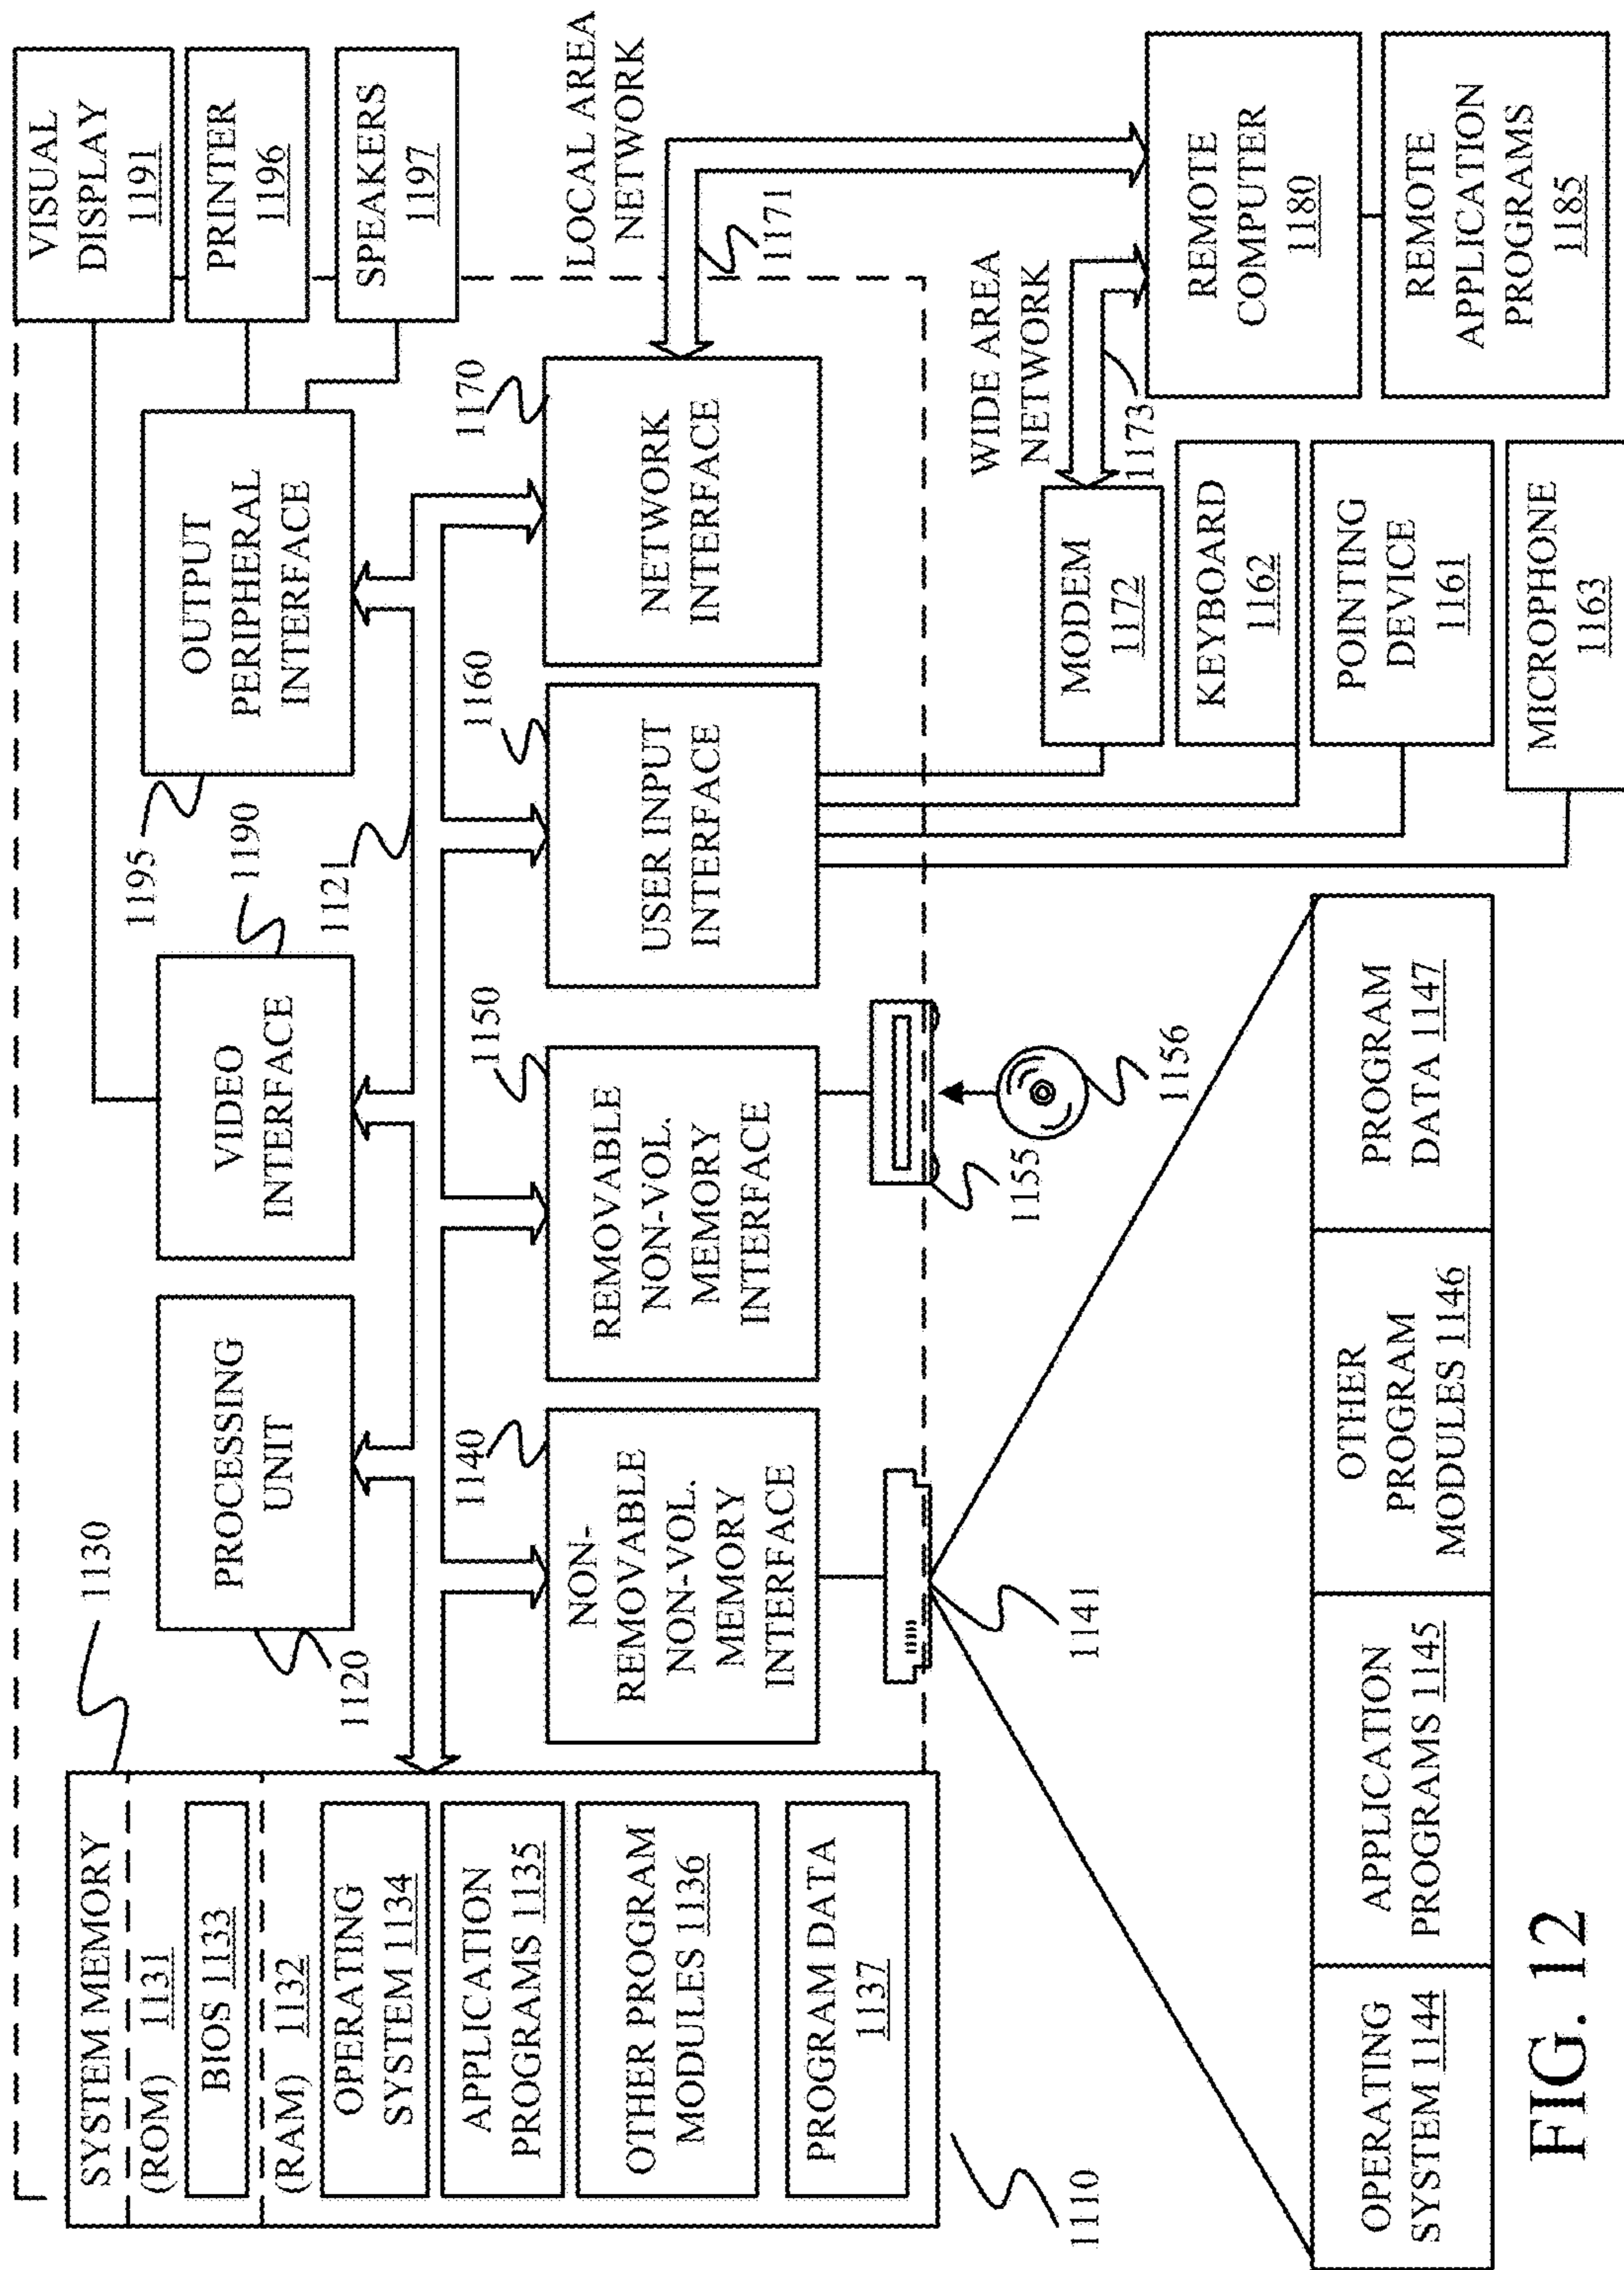 SYSTEM MEMORY
(ROM) 1131
BIOS 1133
(RAM) 1132
OPERATING
SYSTEM 1134
APPLICATION
PROGRAMS 1135
OTHER PROGRAM
MODULES 1136
PROGRAM DATA
1137
1110
1130
1120
PROCESSING
UNIT
VIDEO
INTERFACE
1190
1195
OUTPUT
PERIPHERAL
INTERFACE
1121
VISUAL
DISPLAY
1191
PRINTER
1196
SPEAKERS
1197
1140
NON-
REMOVABLE
NON-VOL.
MEMORY
INTERFACE
1150
REMOVABLE
NON-VOL.
MEMORY
INTERFACE
1160
USER INPUT
INTERFACE
1170
NETWORK
INTERFACE
LOCAL AREA
NETWORK
1171
1141
1155
1156
WIDE AREA
NETWORK
1173
MODEM
1172
KEYBOARD
1162
POINTING
DEVICE
1161
MICROPHONE
1163
REMOTE
COMPUTER
1180
REMOTE
APPLICATION
PROGRAMS
1185
OPERATING
SYSTEM 1144
APPLICATION
PROGRAMS 1145
OTHER
PROGRAM
MODULES 1146
PROGRAM
DATA 1147
FIG. 12